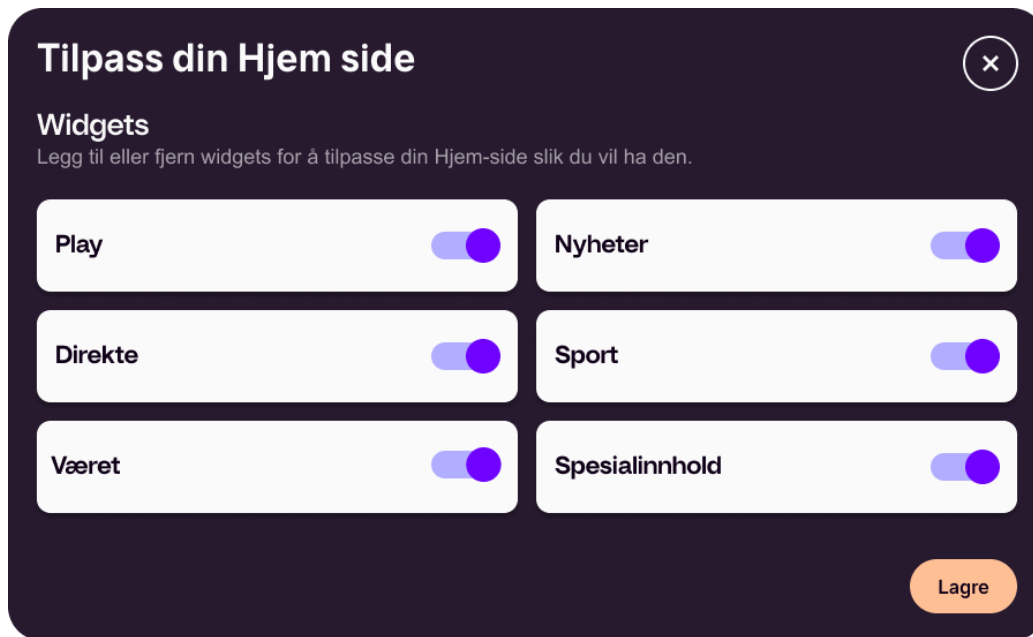 Tilpass din Hjem side
Widgets
Legg til eller fjern widgets for å tilpasse din Hjem-side slik du vil ha den.
Play
Nyheter
Direkte
Sport
Været
Spesialinnhold
Lagre